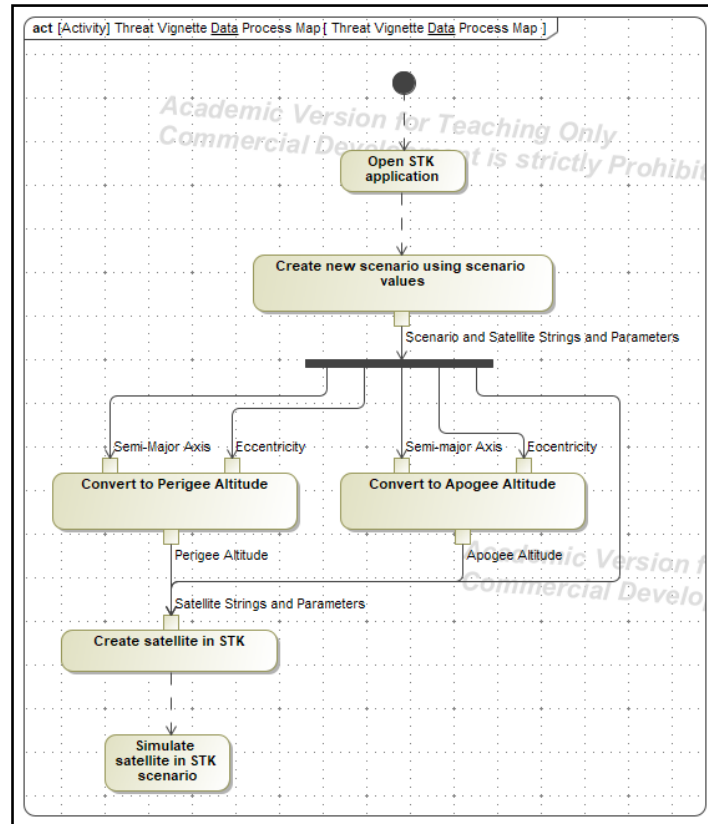 act [Activity] Threat Vignette Data Process Map[ Threat Vignette Data Process Map ]
Academic Version for Teaching Only
Commercial Development is strictly Prohibit
Open STK
application
Create new scenario using scenario
values
Scenario and Satellite Strings and Parameters
Semi-Major Axis
Eccentricity
Semi-major Axis
Eocentricity
Convert to Perigee Altitude
Convert to Apogee Altitude
Perigee Altitude
Apogee Altitude
Academic Version f
Commercial Develop
Satellite Strings and Parameters
Create satellite in STK
Simulate
satellite in STK
scenario